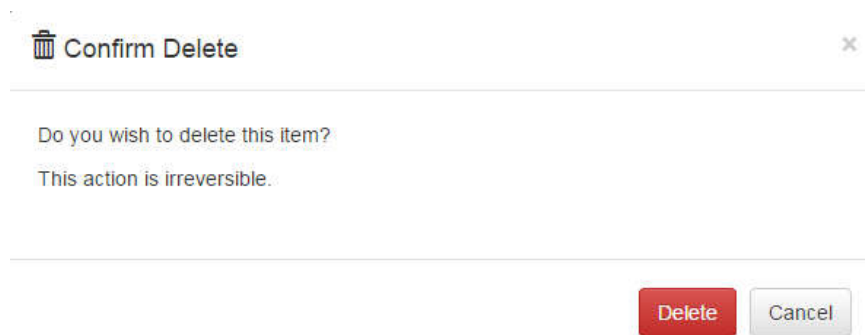 Confirm Delete ×
Do you wish to delete this item?
This action is irreversible.
Delete Cancel